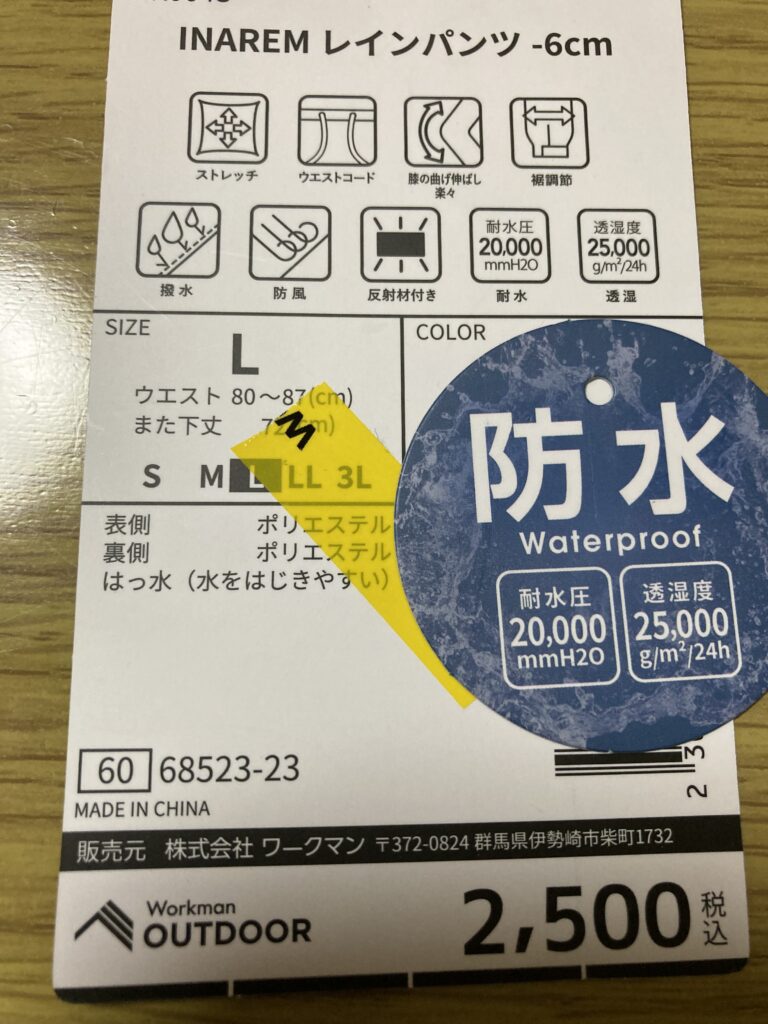 INAREM レインパンツ -6cm
ストレッチ
ウエストコード
膝の曲げ伸ばし
楽々
裾調節
耐水圧
20,000
mmH2O
透湿度
25,000
g/m²/24h
撥水
防風
反射材付き
耐水
透湿
SIZE
L
ウエスト 80～87(cm)
また下丈 72(cm)
M
S M L LL 3L
COLOR
表側 ポリエステル
裏側 ポリエステル
はっ水（水をはじきやすい）
防水
Waterproof
耐水圧
20,000
mmH2O
透湿度
25,000
g/m²/24h
60 68523-23
MADE IN CHINA
販売元 株式会社 ワークマン 〒372-0824 群馬県伊勢崎市柴町1732
Workman
OUTDOOR
2,500 税込